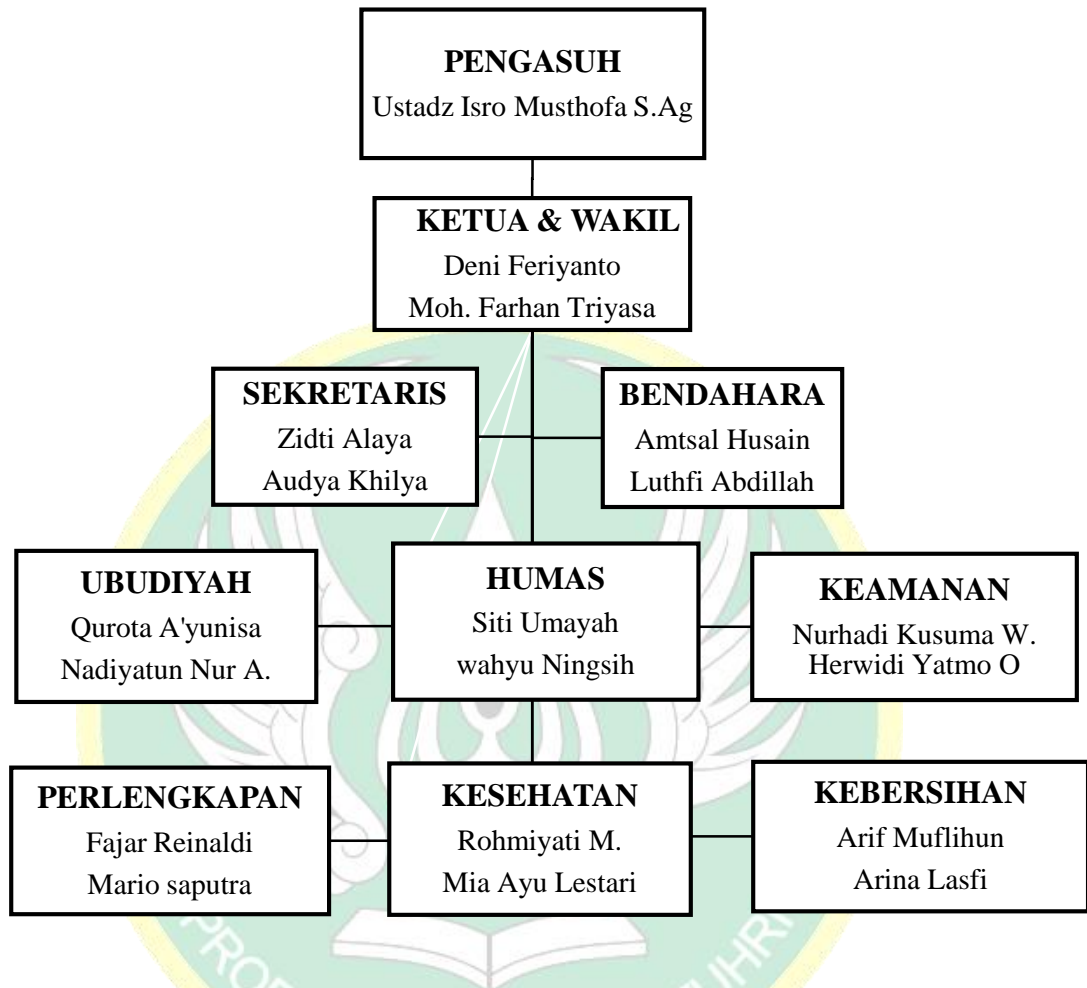 PENGASUH
Ustadz Isro Musthofa S.Ag
KETUA & WAKIL
Deni Feriyanto
Moh. Farhan Triyasa
SEKRETARIS
Zidti Alaya
Audya Khilya
BENDAHARA
Amtsal Husain
Luthfi Abdillah
UBUDIYAH
Qurota A'yunisa
Nadiyatun Nur A.
HUMAS
Siti Umayah
wahyu Ningsih
KEAMANAN
Nurhadi Kusuma W.
Herwidi Yatmo O
PERLENGKAPAN
Fajar Reinaldi
Mario saputra
KESEHATAN
Rohmiyati M.
Mia Ayu Lestari
KEBERSIHAN
Arif Muflihun
Arina Lasfi